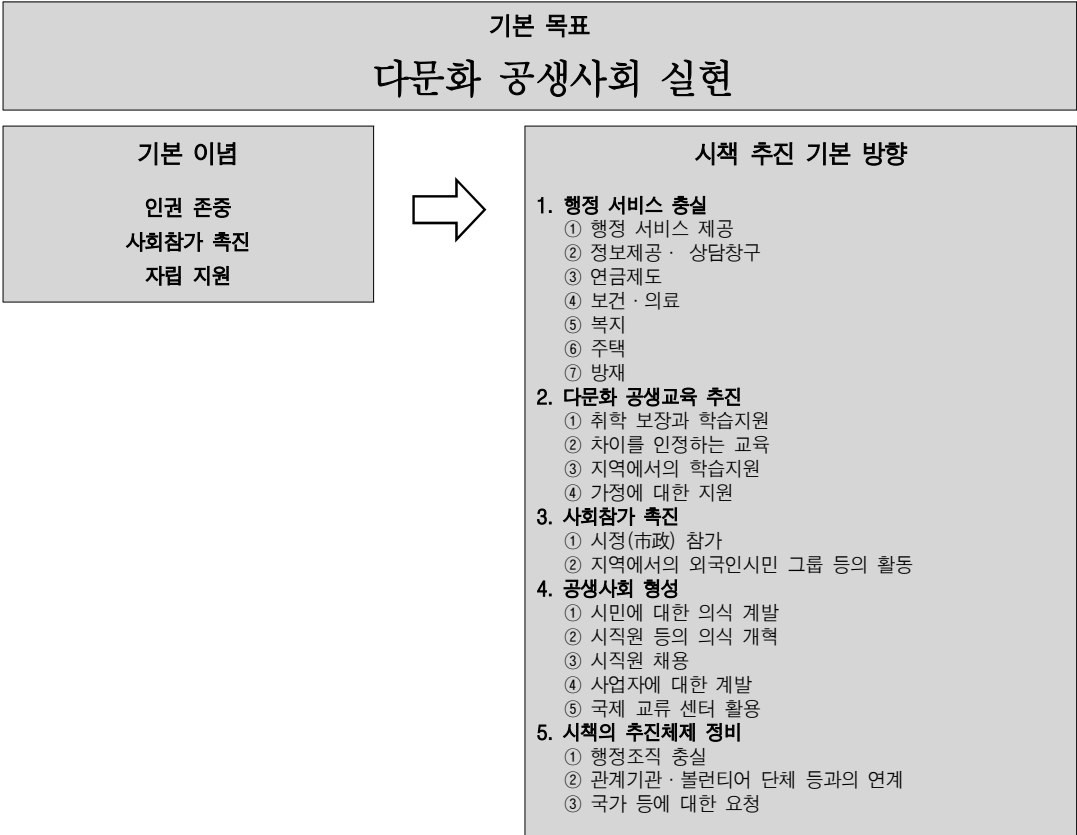 기본 목표
다문화 공생사회 실현
기본 이념
인권 존중
사회참가 촉진
자립 지원
시책 추진 기본 방향
1. 행정 서비스 충실
① 행정 서비스 제공
② 정보제공 · 상담창구
③ 연금제도
④ 보건 · 의료
⑤ 복지
⑥ 주택
⑦ 방재
2. 다문화 공생교육 추진
① 취학 보장과 학습지원
② 차이를 인정하는 교육
③ 지역에서의 학습지원
④ 가정에 대한 지원
3. 사회참가 촉진
① 시정(市政) 참가
② 지역에서의 외국인시민 그룹 등의 활동
4. 공생사회 형성
① 시민에 대한 의식 계발
② 시직원 등의 의식 개혁
③ 시직원 채용
④ 사업자에 대한 계발
⑤ 국제 교류 센터 활용
5. 시책의 추진체제 정비
① 행정조직 충실
② 관계기관 · 볼런티어 단체 등과의 연계
③ 국가 등에 대한 요청